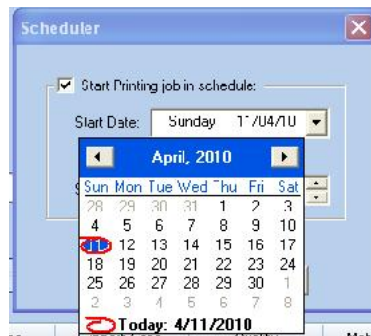 Scheduler
Start Printing job in schedule:
Start Date: Sunday 11/04/10
April, 2010
Sun Mon Tue Wed Thu Fri Sat
28 29 30 31 1 2 3
4 5 6 7 8 9 10
11 12 13 14 15 16 17
18 19 20 21 22 23 24
25 26 27 28 29 30 1
2 3 4 5 6 7 8
Today: 4/11/2010